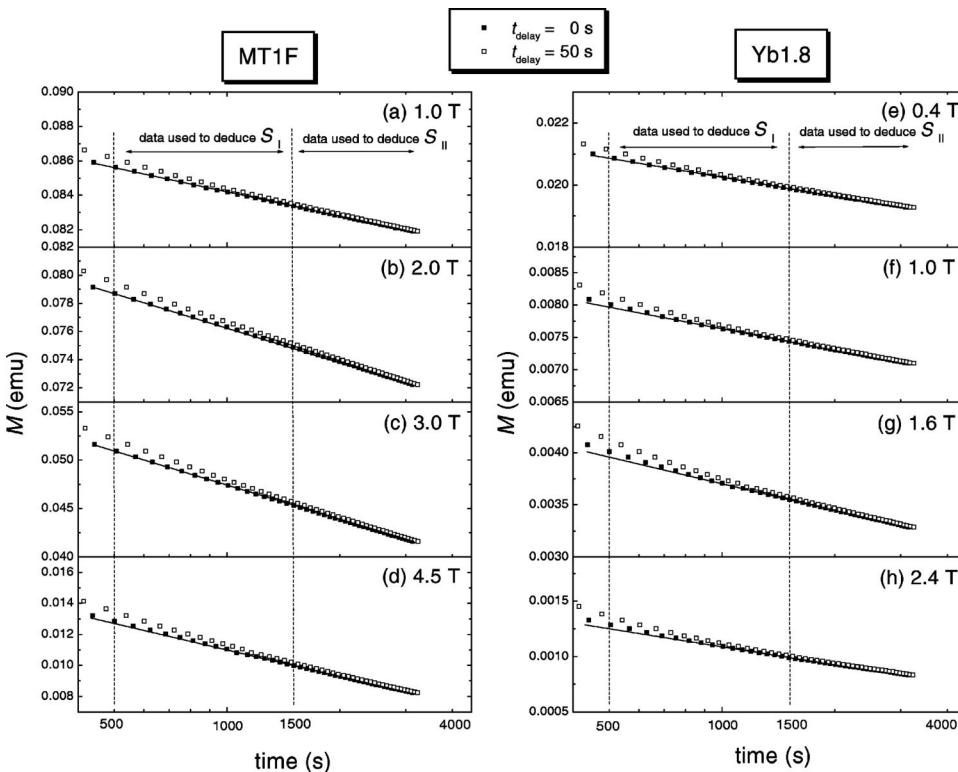 MT1F
t delay = 0 s
t delay = 50 s
Yb1.8
(a) 1.0 T
data used to deduce S I
data used to deduce S II
0.090
0.088
0.086
0.084
0.082
0.082
(b) 2.0 T
0.080
0.078
0.076
0.074
0.072
0.055
(c) 3.0 T
0.050
0.045
0.040
0.016
(d) 4.5 T
0.014
0.012
0.010
0.008
500
1000
1500
4000
M (emu)
time (s)
(e) 0.4 T
data used to deduce S I
data used to deduce S II
0.022
0.020
0.018
(f) 1.0 T
0.0085
0.0080
0.0075
0.0070
0.0065
(g) 1.6 T
0.0040
0.0035
0.0030
(h) 2.4 T
0.0015
0.0010
0.0005
500
1000
1500
4000
M (emu)
time (s)